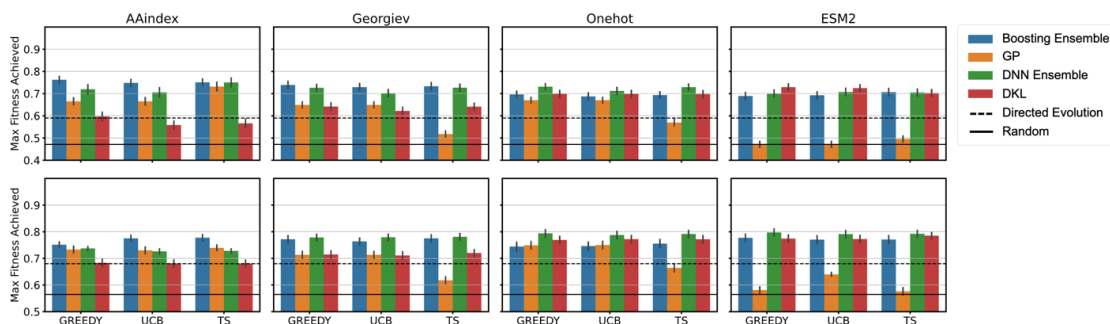 AAindex Georgiev Onehot ESM2
Max Fitness Achieved
0.9
0.8
0.7
0.6
0.5
0.4
Boosting Ensemble
GP
DNN Ensemble
DKL
Directed Evolution
Random
Max Fitness Achieved
0.9
0.8
0.7
0.6
0.5
GREEDY UCB TS GREEDY UCB TS GREEDY UCB TS GREEDY UCB TS